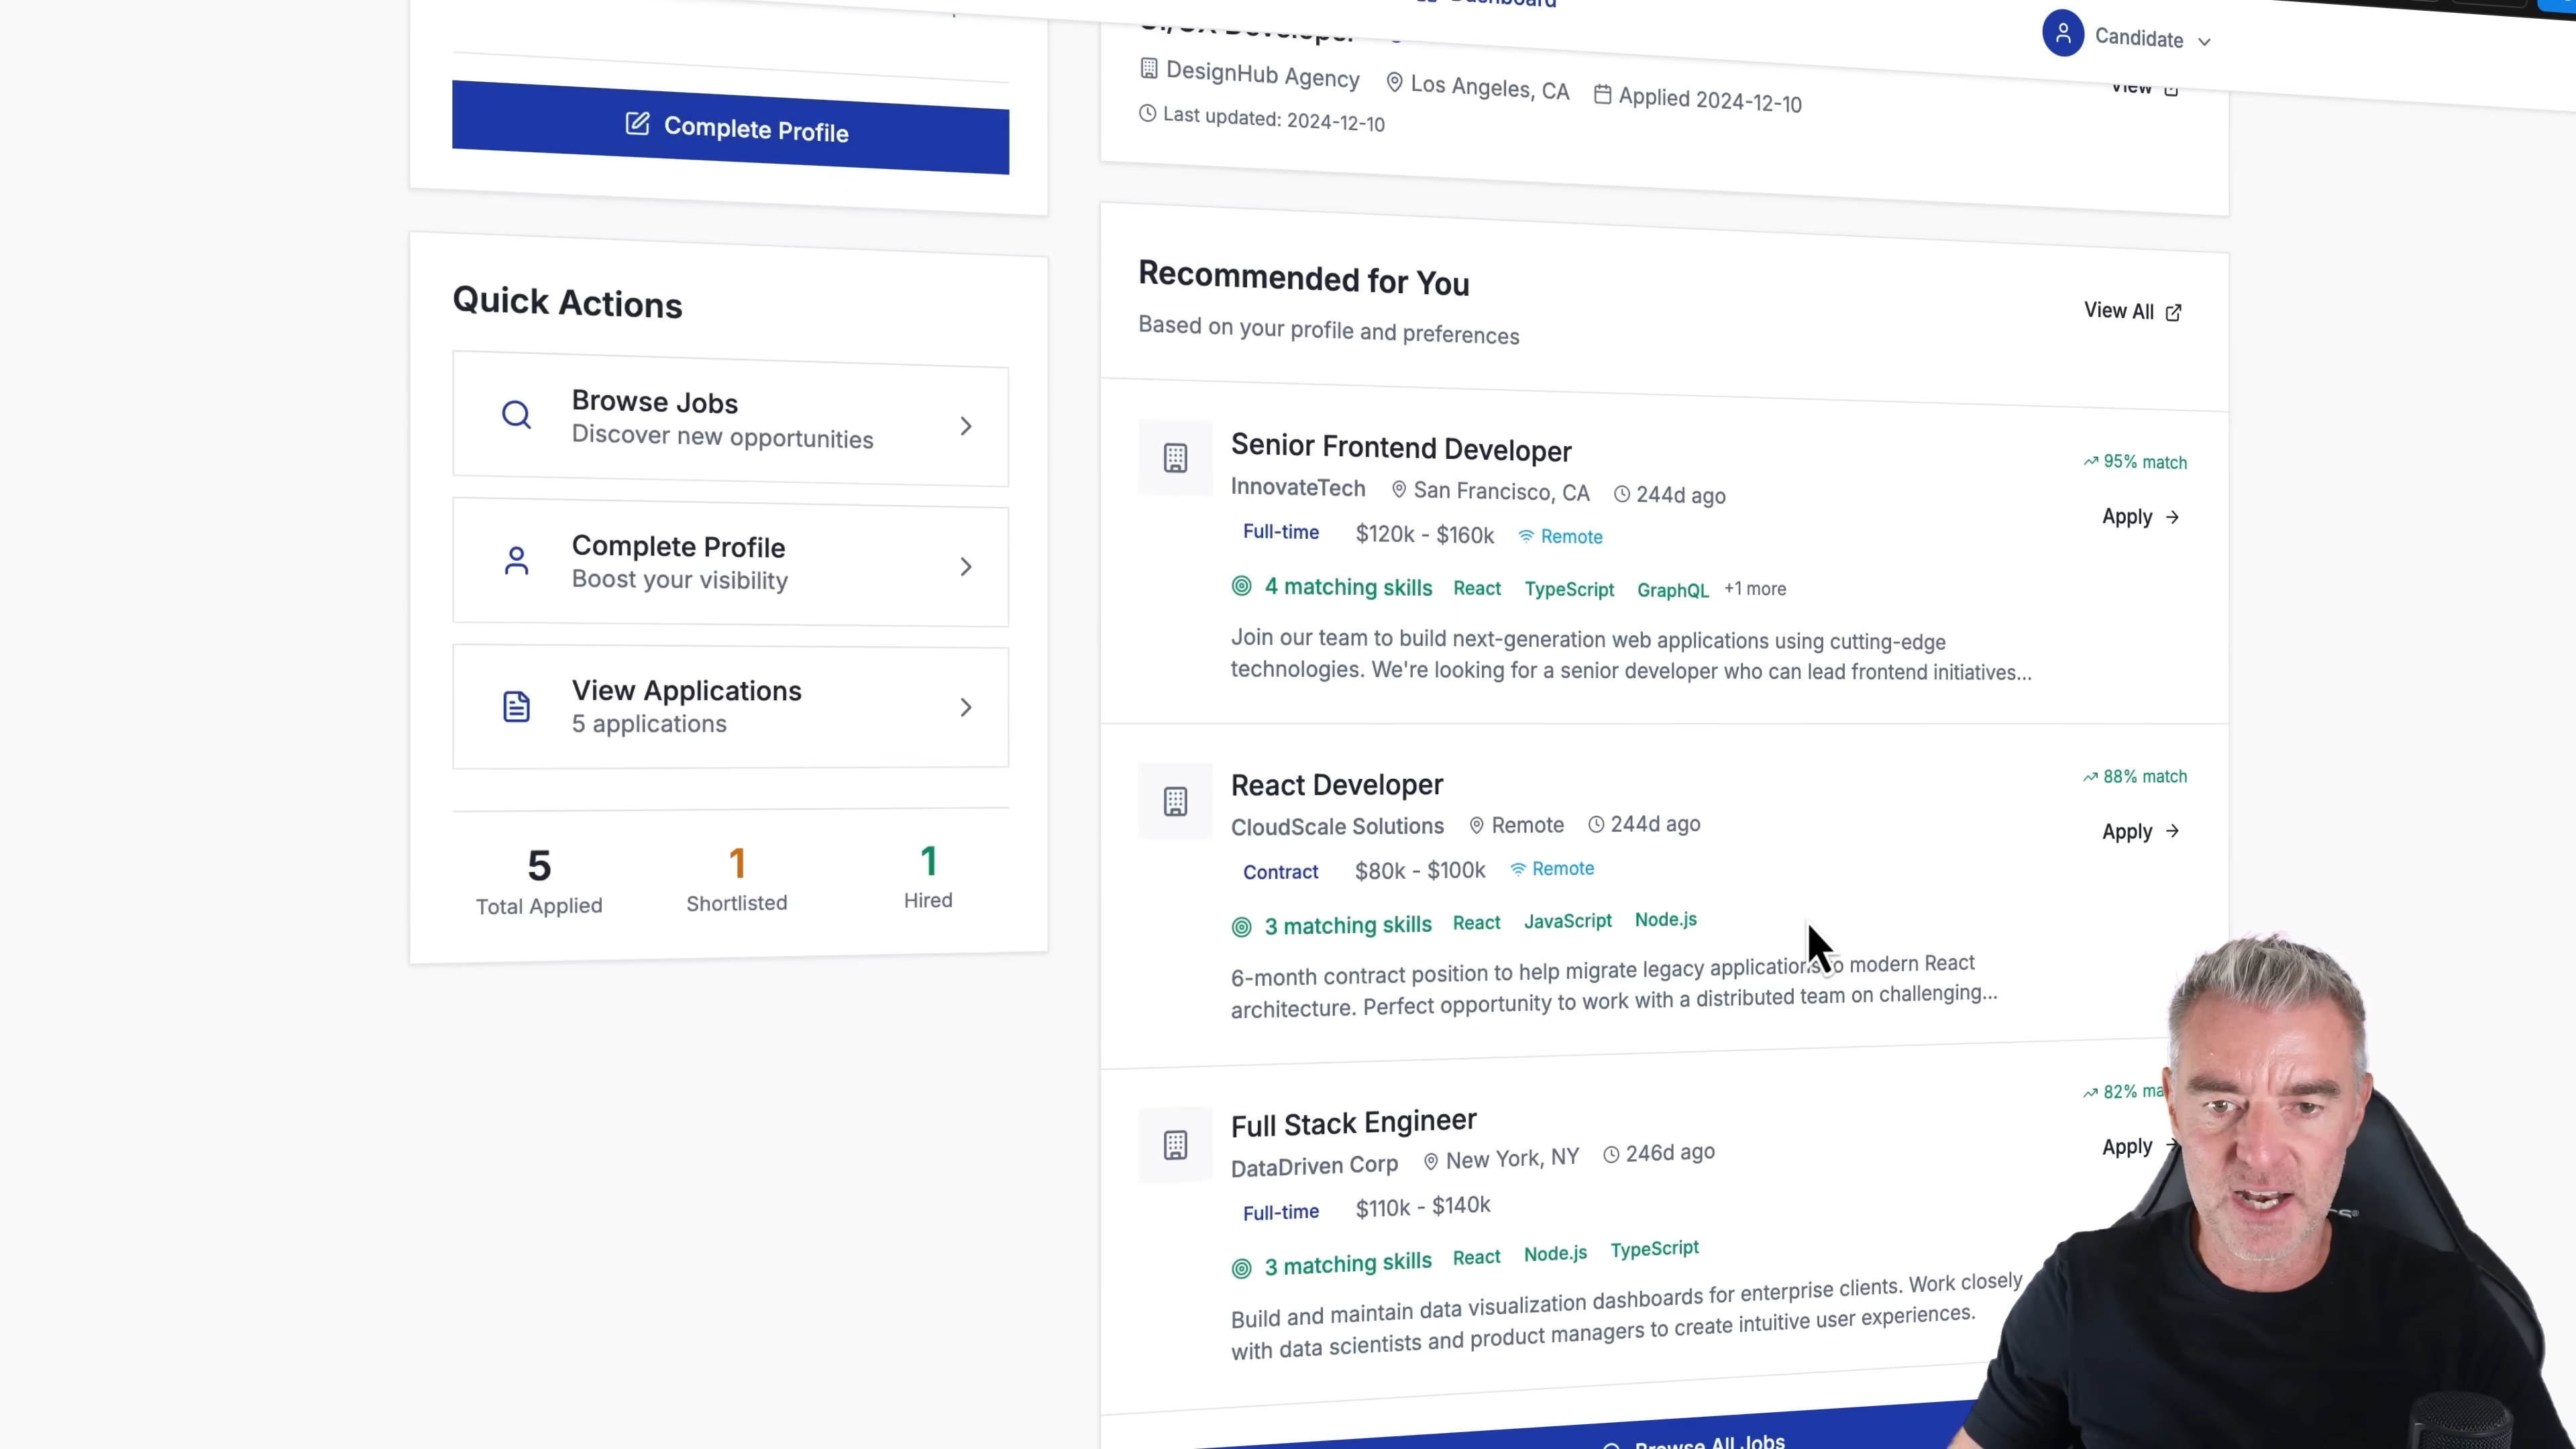 Dashboard
Candidate
UI/UX Developer
DesignHub Agency Los Angeles, CA Applied 2024-12-10
View
Last updated: 2024-12-10
Complete Profile
Quick Actions
Browse Jobs
Discover new opportunities
Complete Profile
Boost your visibility
View Applications
5 applications
5 1 1
Total Applied Shortlisted Hired
Recommended for You
Based on your profile and preferences
View All
Senior Frontend Developer
95% match
InnovateTech San Francisco, CA 244d ago
Apply
Full-time $120k - $160k Remote
4 matching skills React TypeScript GraphQL +1 more
Join our team to build next-generation web applications using cutting-edge
technologies. We're looking for a senior developer who can lead frontend initiatives...
React Developer
88% match
CloudScale Solutions Remote 244d ago
Apply
Contract $80k - $100k Remote
3 matching skills React JavaScript Node.js
6-month contract position to help migrate legacy applications to modern React
architecture. Perfect opportunity to work with a distributed team on challenging...
Full Stack Engineer
82% ma
DataDriven Corp New York, NY 246d ago
Apply
Full-time $110k - $140k
3 matching skills React Node.js TypeScript
Build and maintain data visualization dashboards for enterprise clients. Work closely
with data scientists and product managers to create intuitive user experiences.
Browse All Jobs